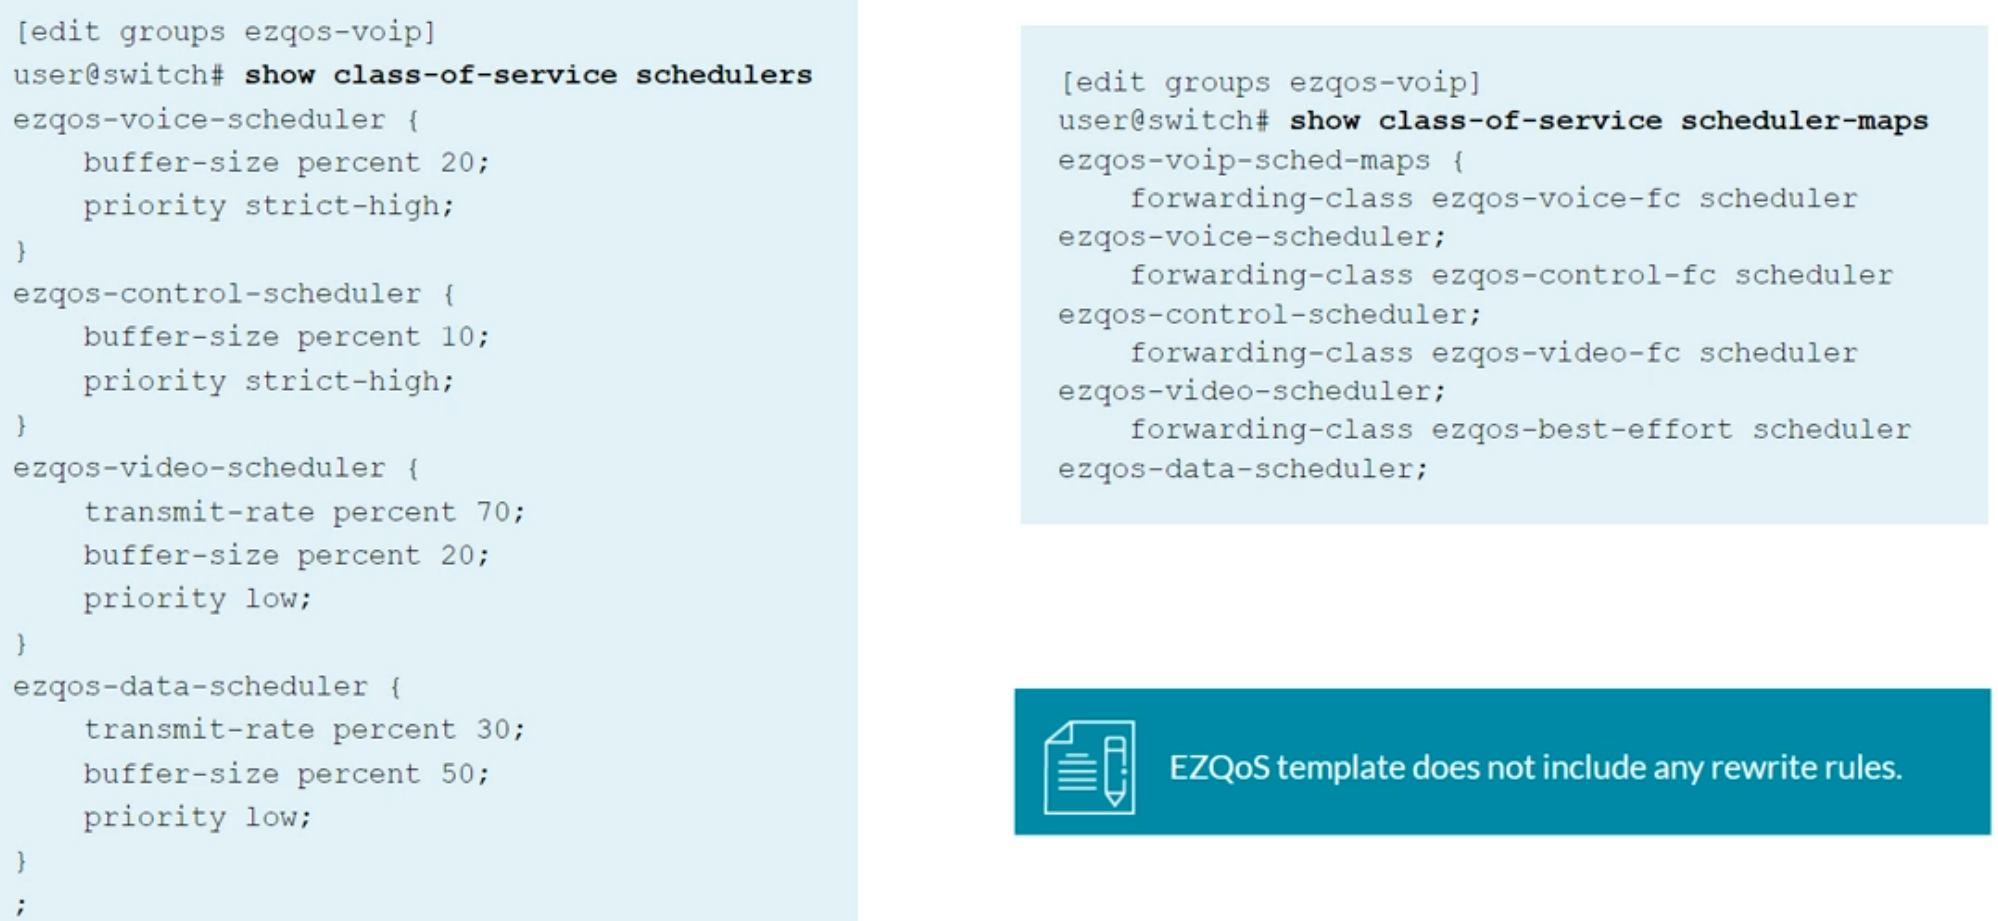 [edit groups ezqos-voip]
user@switch# show class-of-service schedulers
ezqos-voice-scheduler {
    buffer-size percent 20;
    priority strict-high;
}
ezqos-control-scheduler {
    buffer-size percent 10;
    priority strict-high;
}
ezqos-video-scheduler {
    transmit-rate percent 70;
    buffer-size percent 20;
    priority low;
}
ezqos-data-scheduler {
    transmit-rate percent 30;
    buffer-size percent 50;
    priority low;
}
;
[edit groups ezqos-voip]
user@switch# show class-of-service scheduler-maps
ezqos-voip-sched-maps {
    forwarding-class ezqos-voice-fc scheduler
ezqos-voice-scheduler;
    forwarding-class ezqos-control-fc scheduler
ezqos-control-scheduler;
    forwarding-class ezqos-video-fc scheduler
ezqos-video-scheduler;
    forwarding-class ezqos-best-effort scheduler
ezqos-data-scheduler;
EZQoS template does not include any rewrite rules.